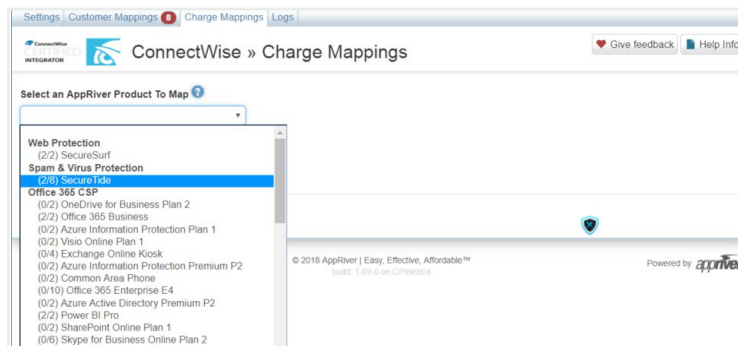 Settings Customer Mappings 8 Charge Mappings Logs
ConnectWise
CERTIFIED
INTEGRATOR
ConnectWise » Charge Mappings
Give feedback
Help Info
Select an AppRiver Product To Map ?
Web Protection
(2/2) SecureSurf
Spam & Virus Protection
(2/8) SecureTide
Office 365 CSP
(0/2) OneDrive for Business Plan 2
(2/2) Office 365 Business
(0/2) Azure Information Protection Plan 1
(0/2) Visio Online Plan 1
(0/4) Exchange Online Kiosk
(0/2) Azure Information Protection Premium P2
(0/2) Common Area Phone
(0/10) Office 365 Enterprise E4
(0/2) Azure Active Directory Premium P2
(2/2) Power BI Pro
(0/2) SharePoint Online Plan 1
(0/6) Skype for Business Online Plan 2
© 2018 AppRiver | Easy, Effective, Affordable™
build: 1.89.0 on CPWeb04
Powered by appriver